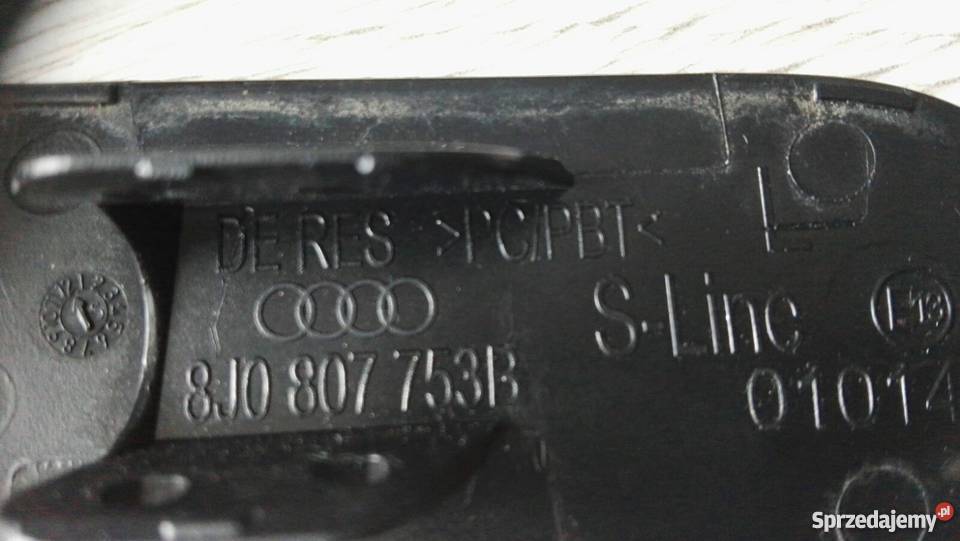 DE RES >PC/PBT<
S-Linc
8J0 807 753B
01014
Sprzedajemy.pl